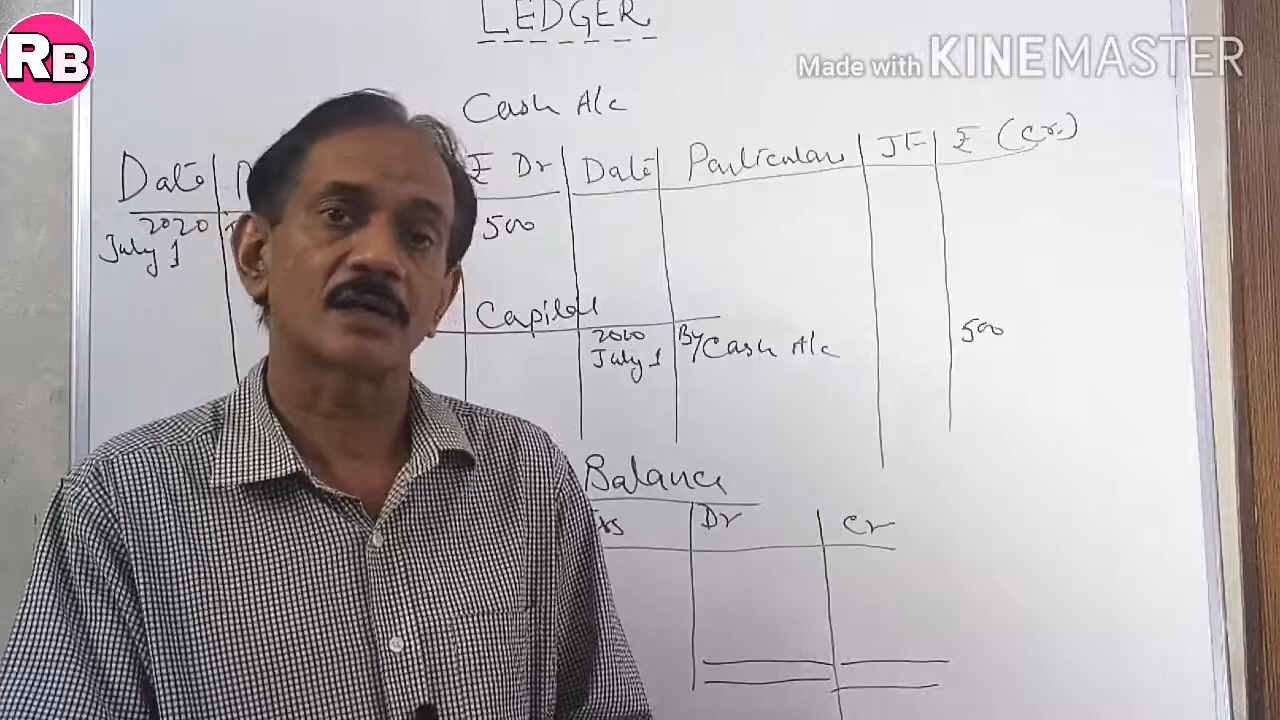 RB
LEDGER
Made with KINEMASTER
Cash A/c
Date ₹ Dr Date Particulars JF ₹ (Cr.)
2020 500
July 1
Capital
2020 By Cash A/c 500
July 1
Balance
Dr Cr